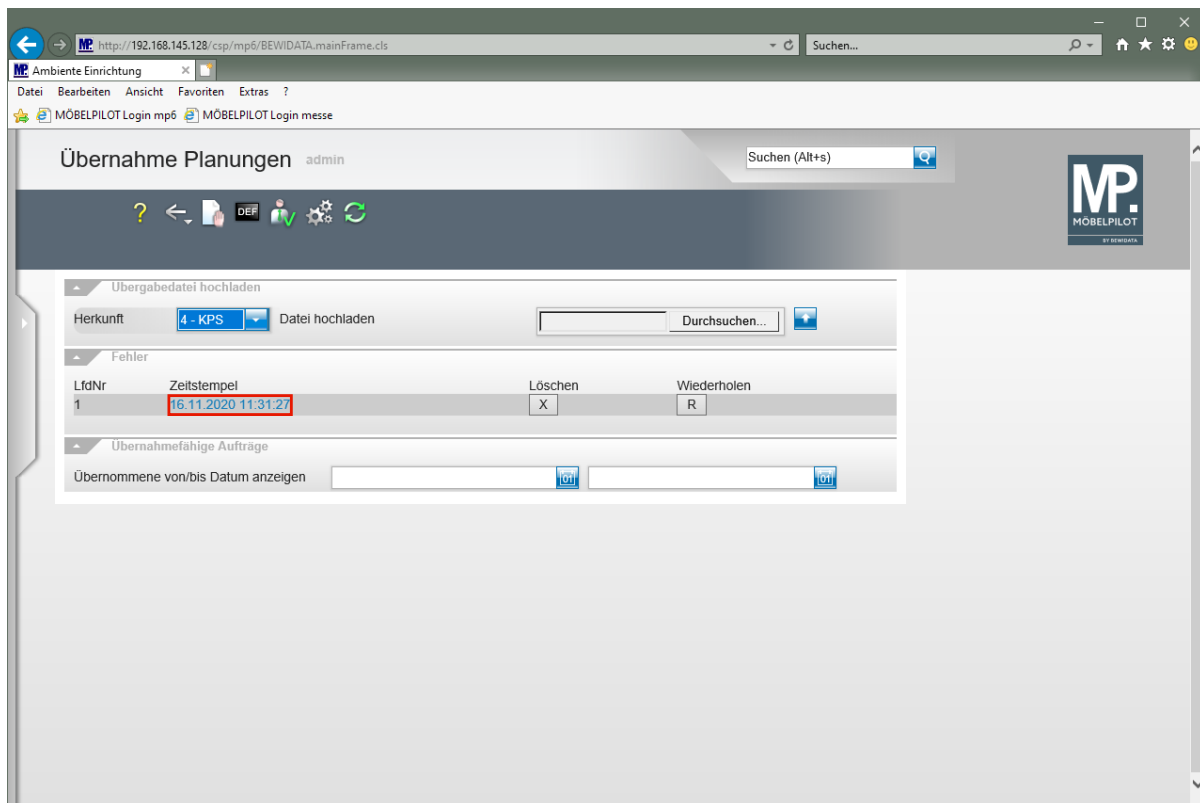 http://192.168.145.128/csp/mp6/BEWIDATA.mainFrame.cls
Suchen...
MP. Ambiente Einrichtung
Datei Bearbeiten Ansicht Favoriten Extras ?
MÖBELPILOT Login mp6 MÖBELPILOT Login messe
Übernahme Planungen admin
Suchen (Alt+s)
MP.
MÖBELPILOT
BY BEWIDATA
? DEF
Übergabedatei hochladen
Herkunft 4 - KPS Datei hochladen Durchsuchen...
Fehler
LfdNr Zeitstempel Löschen Wiederholen
1 16.11.2020 11:31:27 X R
Übernahmefähige Aufträge
Übernommene von/bis Datum anzeigen